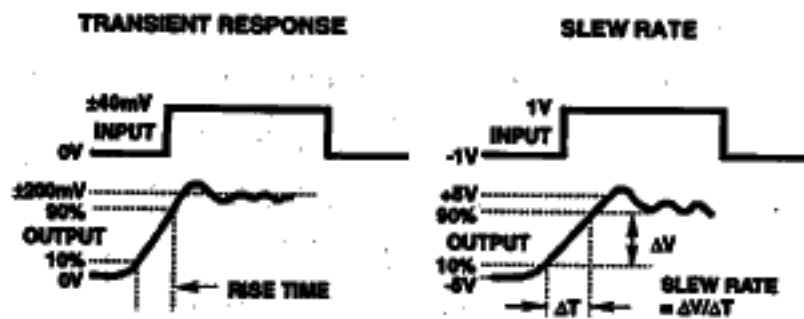 TRANSIENT RESPONSE
±40mV
INPUT
0V
±200mV
90%
OUTPUT
10%
0V
RISE TIME
SLEW RATE
1V
INPUT
-1V
+5V
90%
OUTPUT
10%
-5V
ΔV
ΔT
SLEW RATE
= ΔV/ΔT